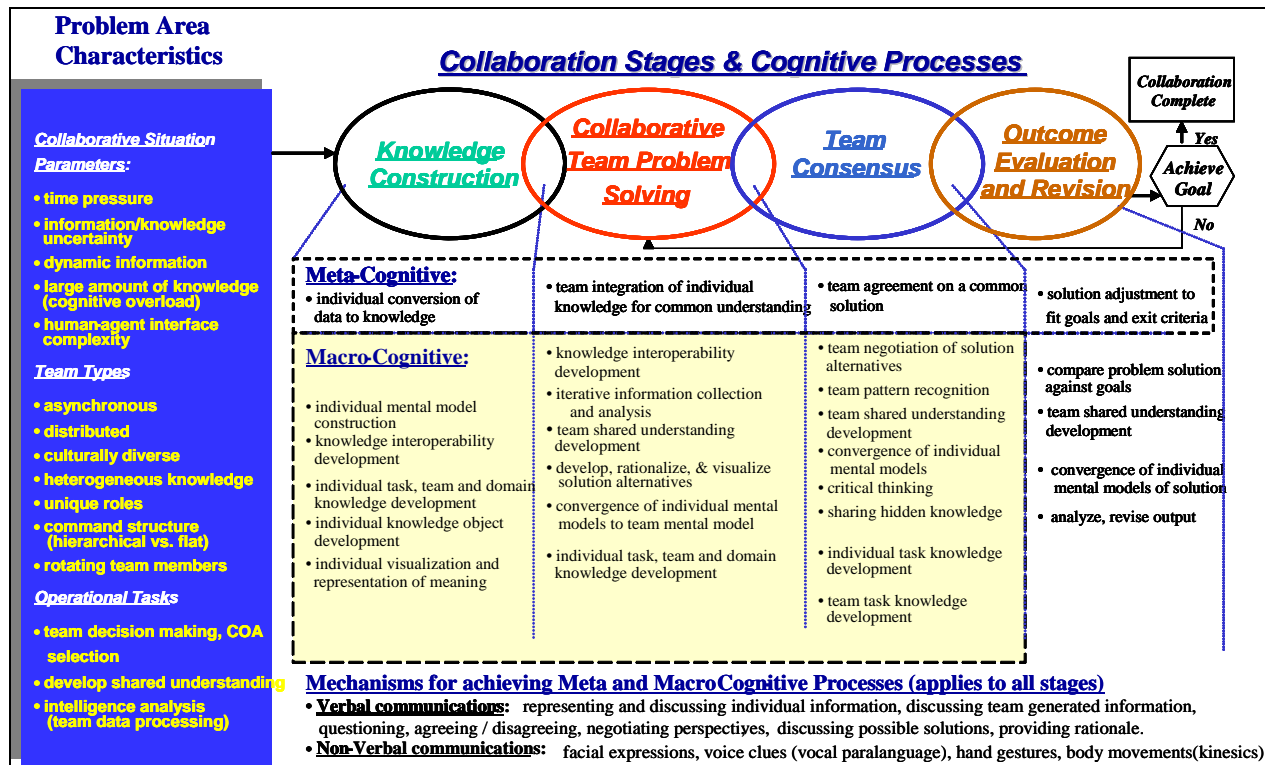 Problem Area
Characteristics
Collaborative Situation
Parameters:
• time pressure
• information/knowledge
uncertainty
• dynamic information
• large amount of knowledge
(cognitive overload)
• human-agent interface
complexity
Team Types
• asynchronous
• distributed
• culturally diverse
• heterogeneous knowledge
• unique roles
• command structure
(hierarchical vs. flat)
• rotating team members
Operational Tasks
• team decision making, COA
selection
• develop shared understanding
• intelligence analysis
(team data processing)
Collaboration Stages & Cognitive Processes
Knowledge
Construction
Collaborative
Team Problem
Solving
Team
Consensus
Outcome
Evaluation
and Revision
Collaboration
Complete
Yes
Achieve
Goal
No
Meta-Cognitive:
• individual conversion of
data to knowledge
• team integration of individual
knowledge for common understanding
• team agreement on a common
solution
• solution adjustment to
fit goals and exit criteria
Macro-Cognitive:
• individual mental model
construction
• knowledge interoperability
development
• individual task, team and domain
knowledge development
• individual knowledge object
development
• individual visualization and
representation of meaning
• knowledge interoperability
development
• iterative information collection
and analysis
• team shared understanding
development
• develop, rationalize, & visualize
solution alternatives
• convergence of individual mental
models to team mental model
• individual task, team and domain
knowledge development
• team negotiation of solution
alternatives
• team pattern recognition
• team shared understanding
development
• convergence of individual
mental models
• critical thinking
• sharing hidden knowledge
• individual task knowledge
development
• team task knowledge
development
• compare problem solution
against goals
• team shared understanding
development
• convergence of individual
mental models of solution
• analyze, revise output
Mechanisms for achieving Meta and MacroCognitive Processes (applies to all stages)
• Verbal communications: representing and discussing individual information, discussing team generated information,
questioning, agreeing / disagreeing, negotiating perspectives, discussing possible solutions, providing rationale.
• Non-Verbal communications: facial expressions, voice clues (vocal paralanguage), hand gestures, body movements(kinesics)